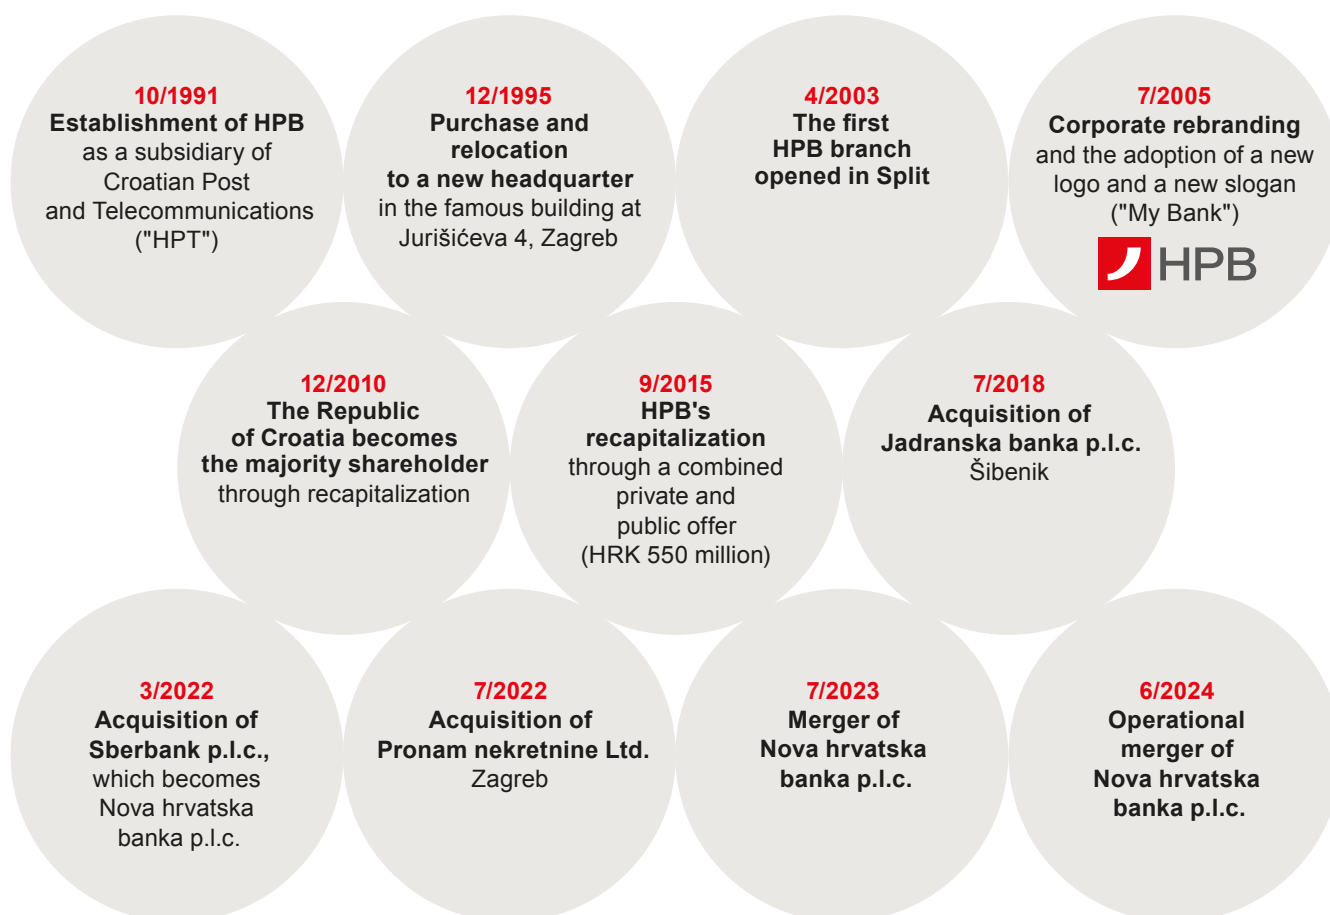 10/1991
Establishment of HPB
as a subsidiary of
Croatian Post
and Telecommunications
("HPT")
12/1995
Purchase and
relocation
to a new headquarter
in the famous building at
Jurišićeva 4, Zagreb
4/2003
The first
HPB branch
opened in Split
7/2005
Corporate rebranding
and the adoption of a new
logo and a new slogan
("My Bank")
HPB
12/2010
The Republic
of Croatia becomes
the majority shareholder
through recapitalization
9/2015
HPB's
recapitalization
through a combined
private and
public offer
(HRK 550 million)
7/2018
Acquisition of
Jadranska banka p.l.c.
Šibenik
3/2022
Acquisition of
Sberbank p.l.c.,
which becomes
Nova hrvatska
banka p.l.c.
7/2022
Acquisition of
Pronam nekretnine Ltd.
Zagreb
7/2023
Merger of
Nova hrvatska
banka p.l.c.
6/2024
Operational
merger of
Nova hrvatska
banka p.l.c.